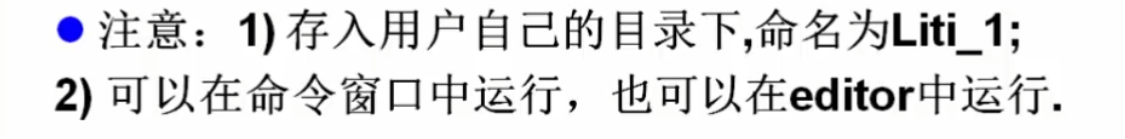 ● 注意：1) 存入用户自己的目录下,命名为Liti_1;
2) 可以在命令窗口中运行，也可以在editor中运行.